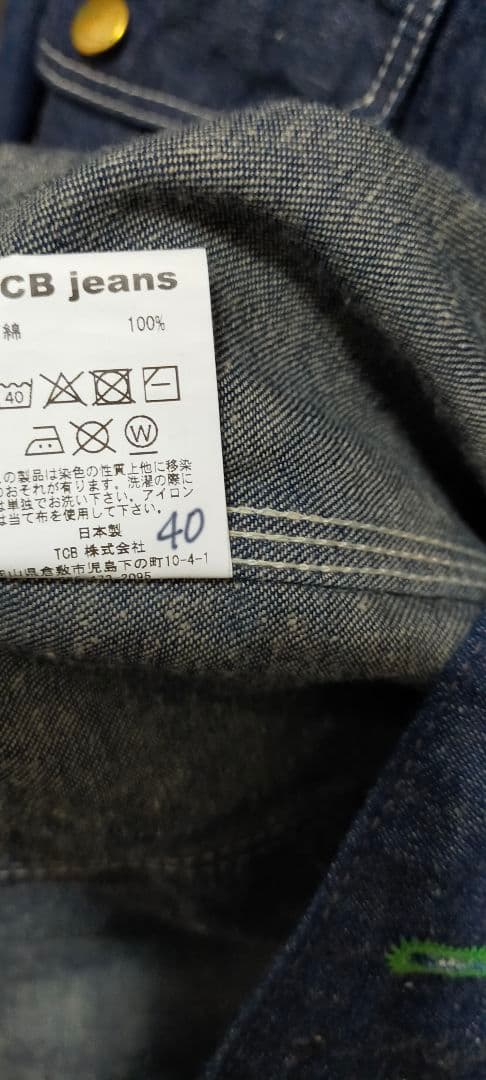 CB jeans
綿 100%
40
W
の製品は染色の性質上他に移染
のおそれが有ります。洗濯の際に
は単独でお洗い下さい。アイロン
は当て布を使用して下さい。
日本製 40
TCB 株式会社
山県倉敷市児島下の町10-4-1